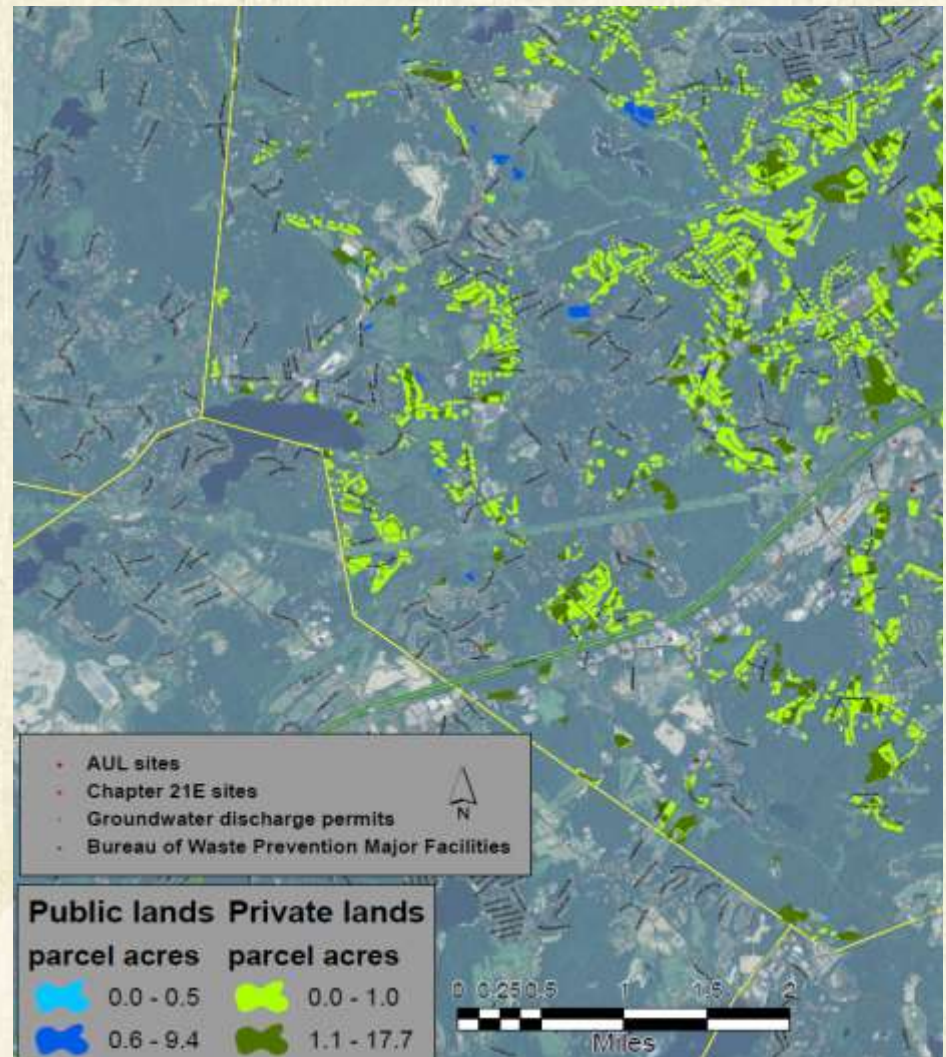 AUL sites
Chapter 21E sites
Groundwater discharge permits
Bureau of Waste Prevention Major Facilities
N
Public lands Private lands
parcel acres parcel acres
0.0 - 0.5 0.0 - 1.0
0.6 - 9.4 1.1 - 17.7
0 0.25 0.5 1 1.5 2
Miles